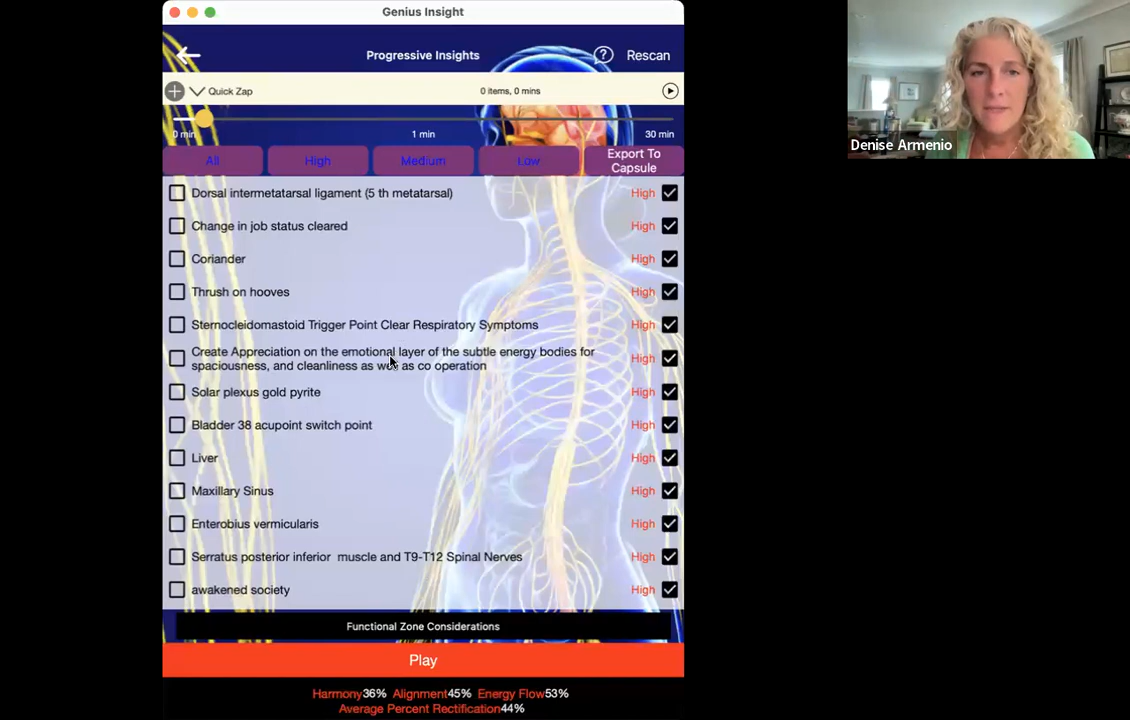 Genius Insight
Progressive Insights
?
Rescan
Quick Zap
0 items, 0 mins
0 min
1 min
30 min
All
High
Medium
Low
Export To
Capsule
Dorsal intermetatarsal ligament (5 th metatarsal) High
Change in job status cleared High
Coriander High
Thrush on hooves High
Sternocleidomastoid Trigger Point Clear Respiratory Symptoms High
Create Appreciation on the emotional layer of the subtle energy bodies for
spaciousness, and cleanliness as well as co operation High
Solar plexus gold pyrite High
Bladder 38 acupoint switch point High
Liver High
Maxillary Sinus High
Enterobius vermicularis High
Serratus posterior inferior muscle and T9-T12 Spinal Nerves High
awakened society High
Functional Zone Considerations
Play
Harmony36% Alignment45% Energy Flow53%
Average Percent Rectification44%
Denise Armenio